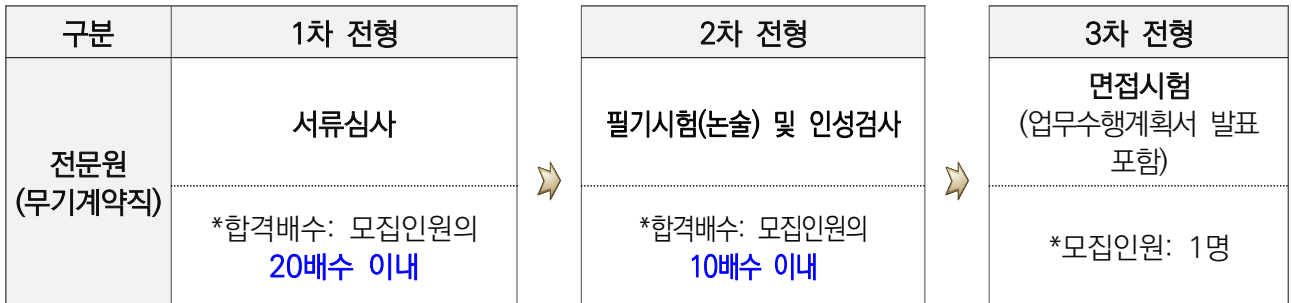 구분
1차 전형
2차 전형
3차 전형
전문원
(무기계약직)
서류심사
*합격배수: 모집인원의
20배수 이내
필기시험(논술) 및 인성검사
*합격배수: 모집인원의
10배수 이내
면접시험
(업무수행계획서 발표
포함)
*모집인원: 1명